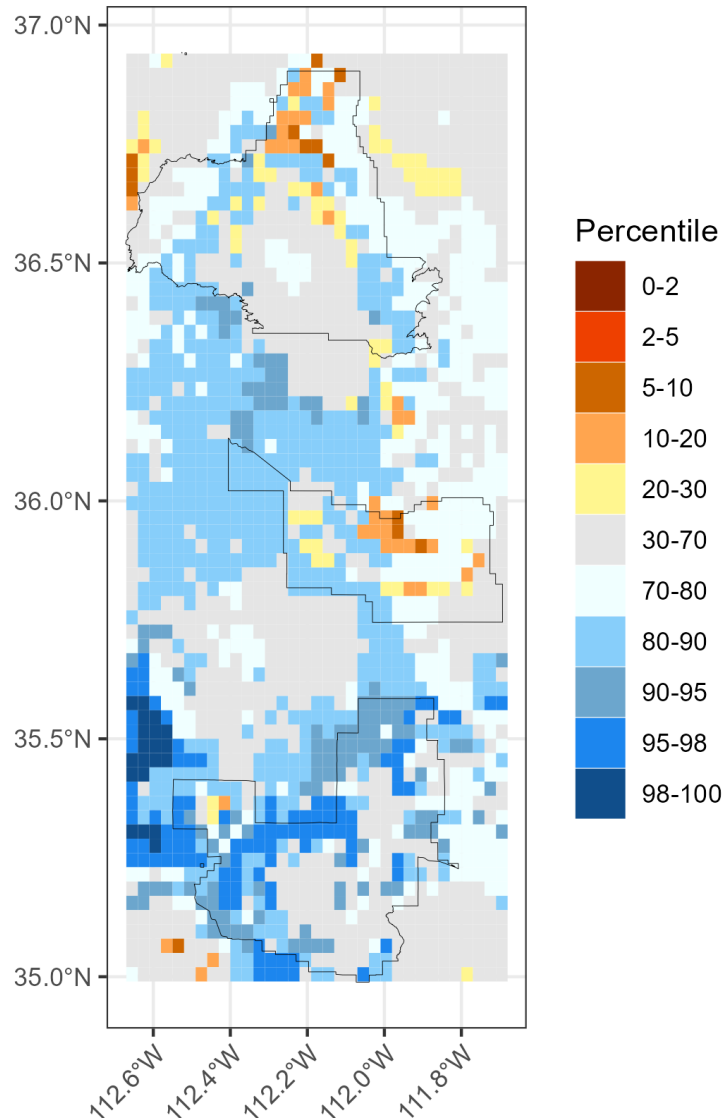 37.0°N
36.5°N
36.0°N
35.5°N
35.0°N
112.6°W
112.4°W
112.2°W
112.0°W
111.8°W
Percentile
0-2
2-5
5-10
10-20
20-30
30-70
70-80
80-90
90-95
95-98
98-100